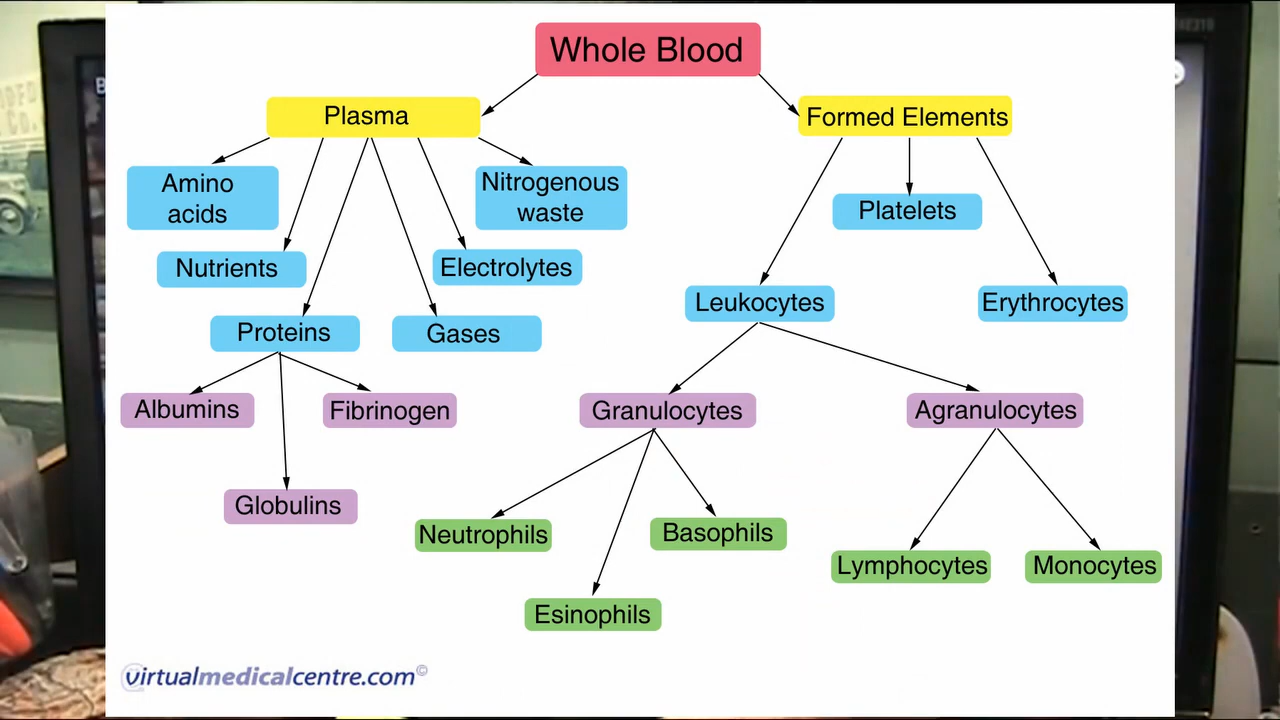 Whole Blood
Plasma
Formed Elements
Amino
acids
Nitrogenous
waste
Platelets
Nutrients
Electrolytes
Leukocytes
Erythrocytes
Proteins
Gases
Albumins
Fibrinogen
Granulocytes
Agranulocytes
Globulins
Neutrophils
Basophils
Lymphocytes
Monocytes
Esinophils
virtualmedicalcentre.com©